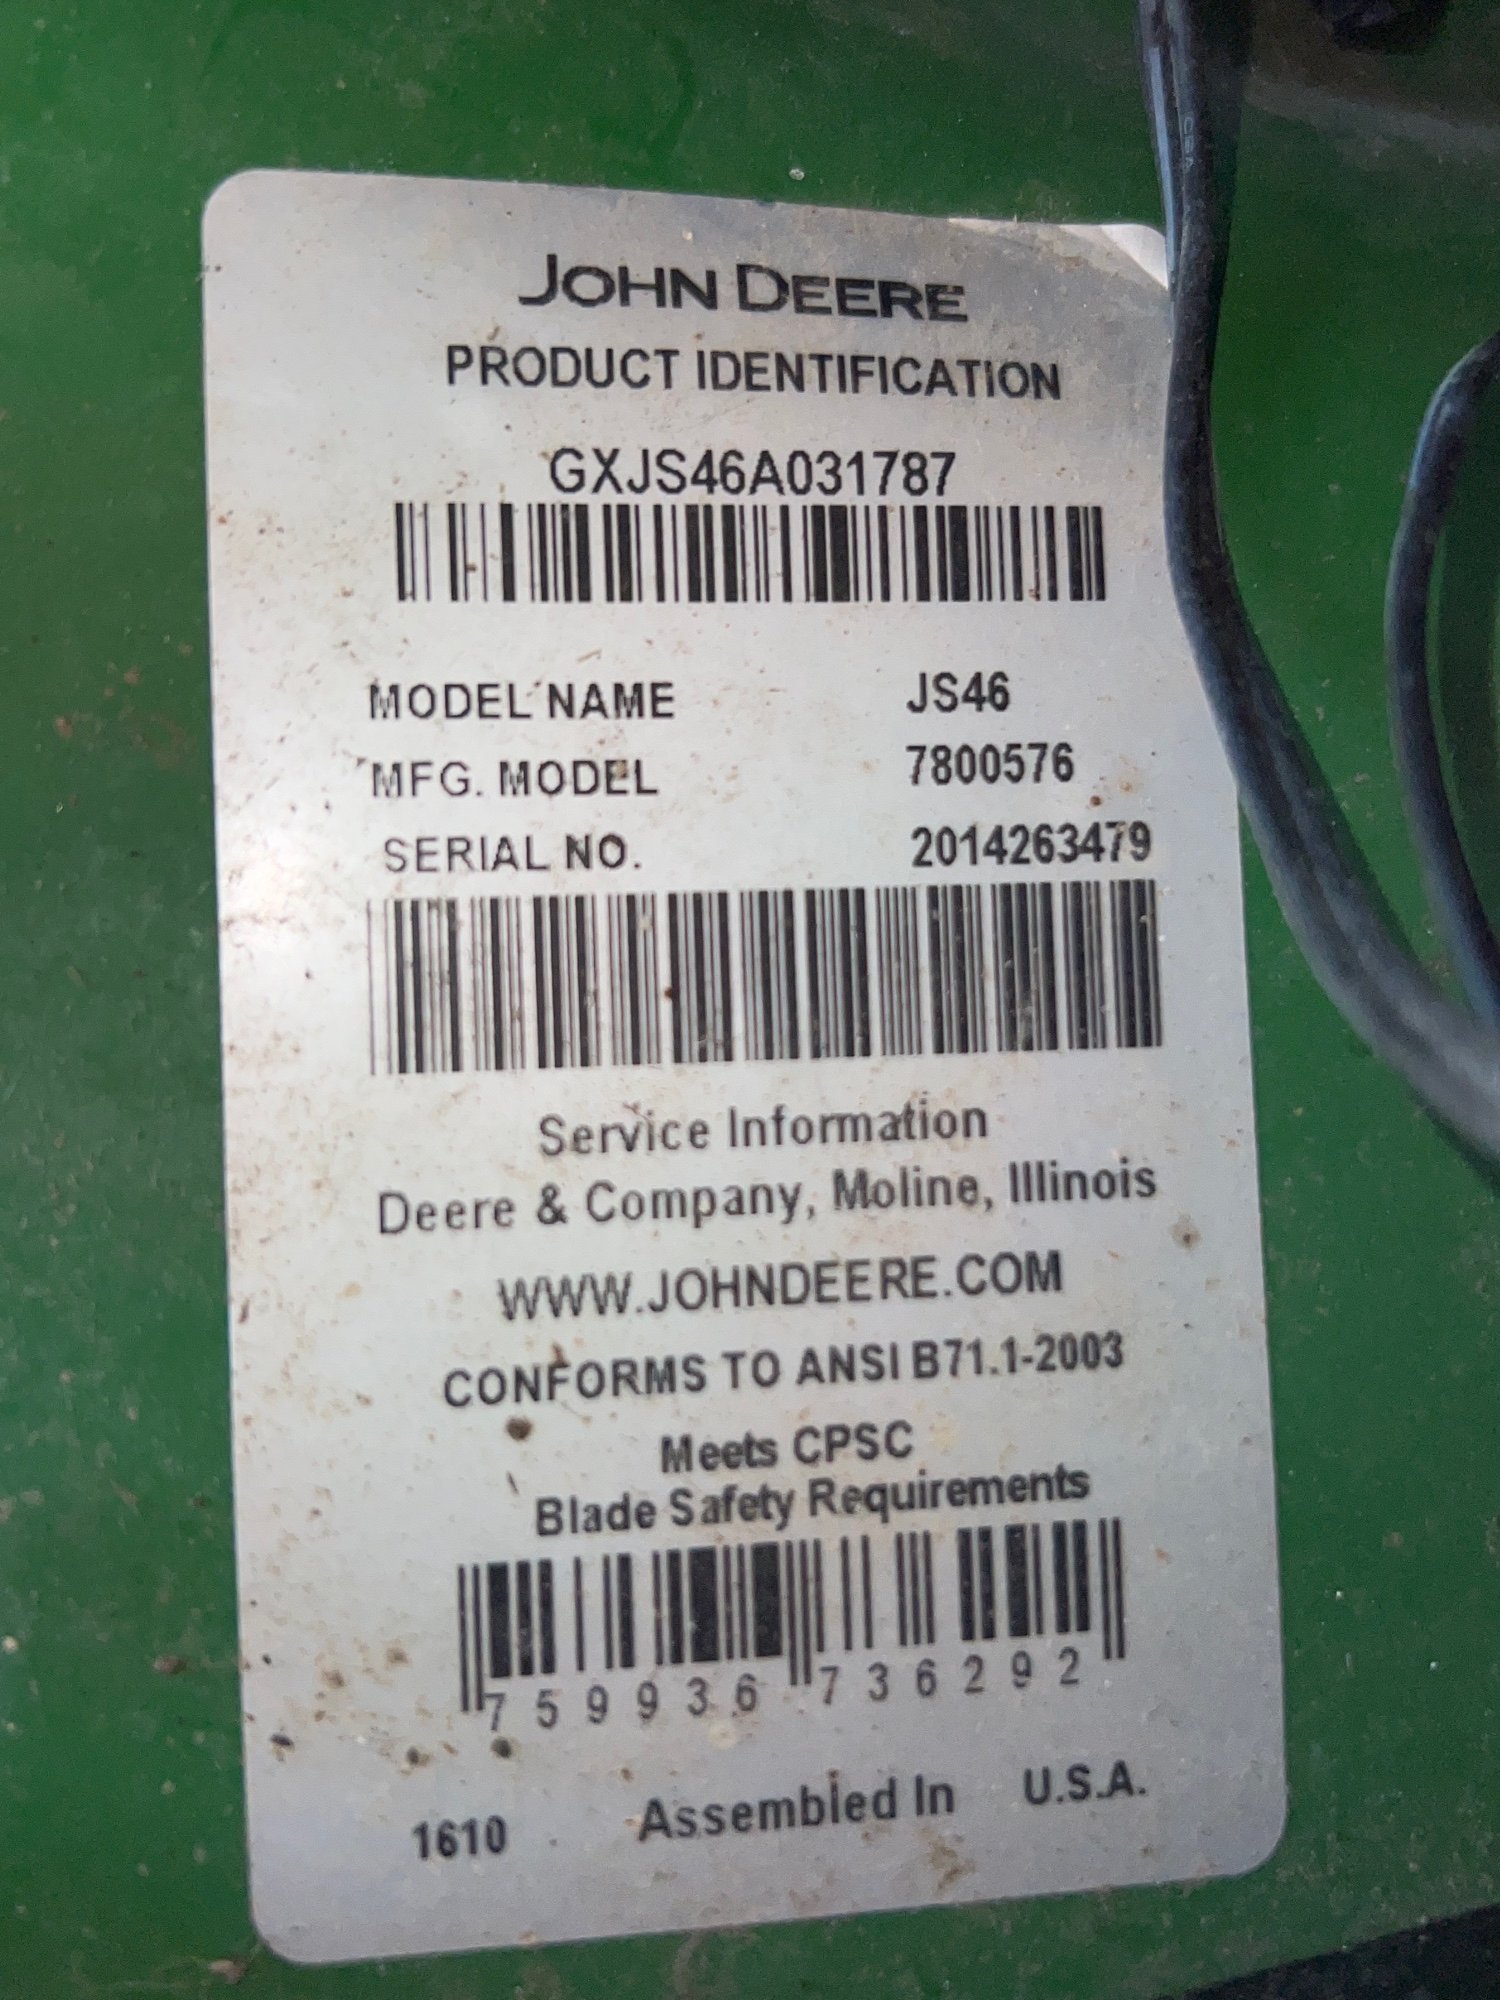 JOHN DEERE
PRODUCT IDENTIFICATION
GXJS46A031787
MODEL NAME JS46
MFG. MODEL 7800576
SERIAL NO. 2014263479
Service Information
Deere & Company, Moline, Illinois
WWW.JOHNDEERE.COM
CONFORMS TO ANSI B71.1-2003
Meets CPSC
Blade Safety Requirements
7 59936 73629 2
1610 Assembled In U.S.A.